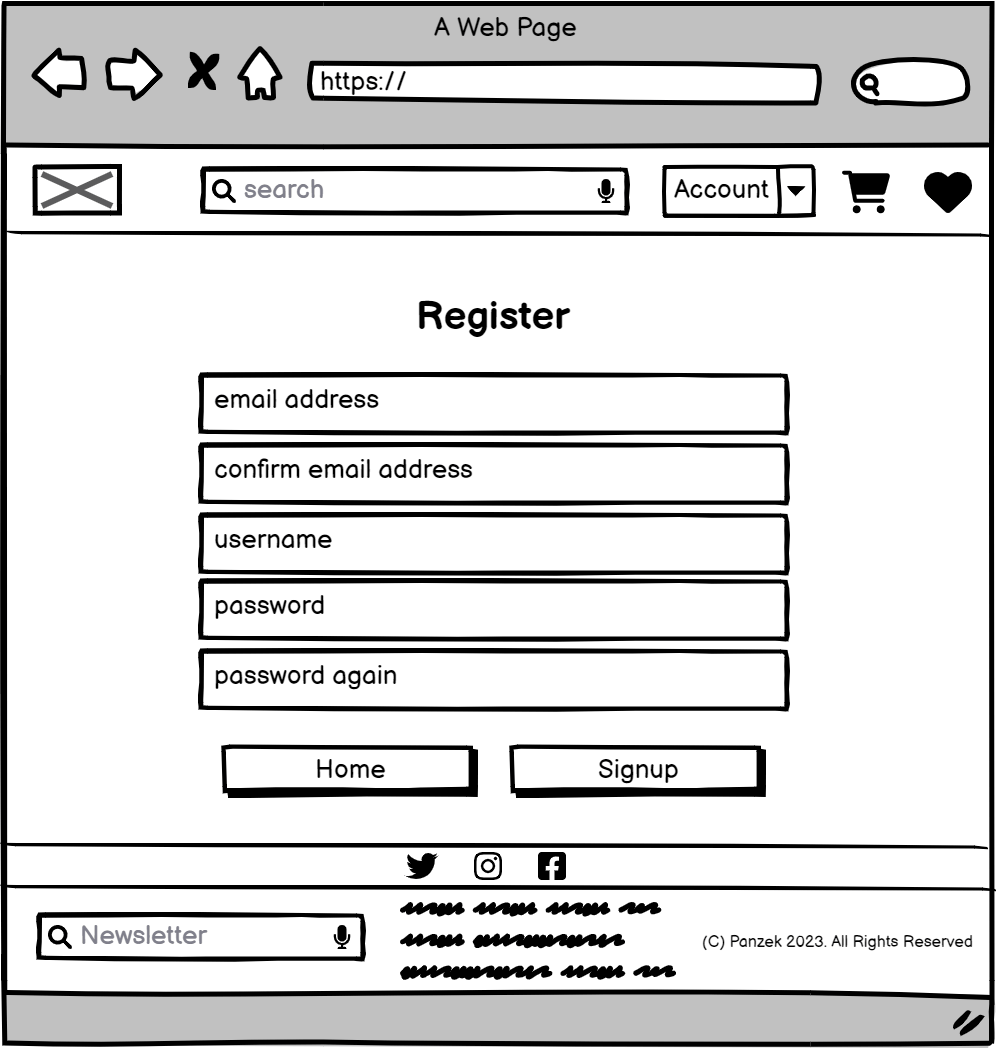 A Web Page
https://
search
Account
Register
email address
confirm email address
username
password
password again
Home
Signup
Newsletter
(C) Panzek 2023. All Rights Reserved